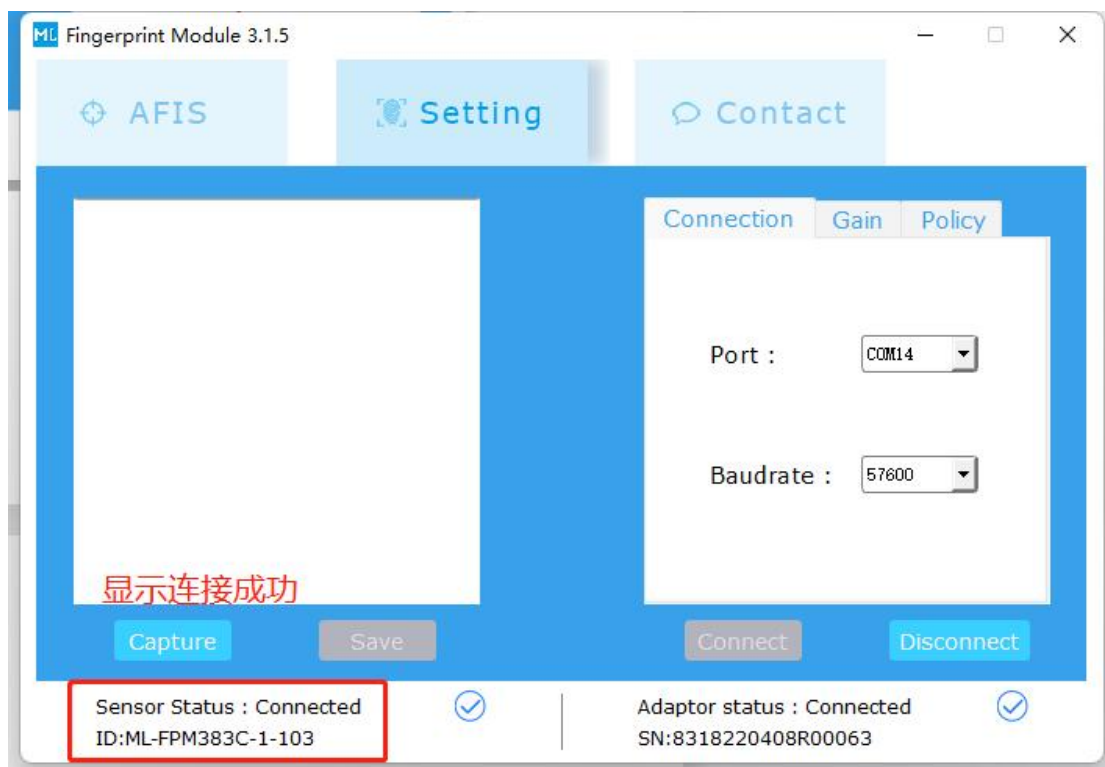 ML Fingerprint Module 3.1.5
AFIS
Setting
Contact
Connection Gain Policy
Port : COM14
Baudrate : 57600
显示连接成功
Capture Save Connect Disconnect
Sensor Status : Connected
ID:ML-FPM383C-1-103
Adaptor status : Connected
SN:8318220408R00063